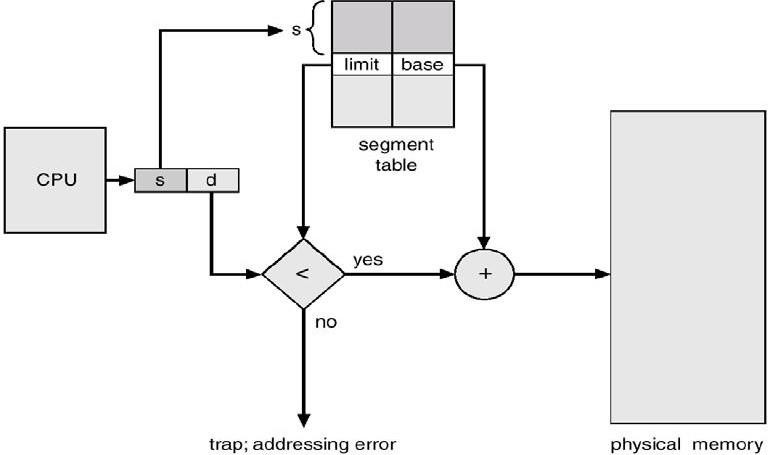 s
limit base
segment
table
CPU
s d
<
yes
+
no
trap; addressing error
physical memory